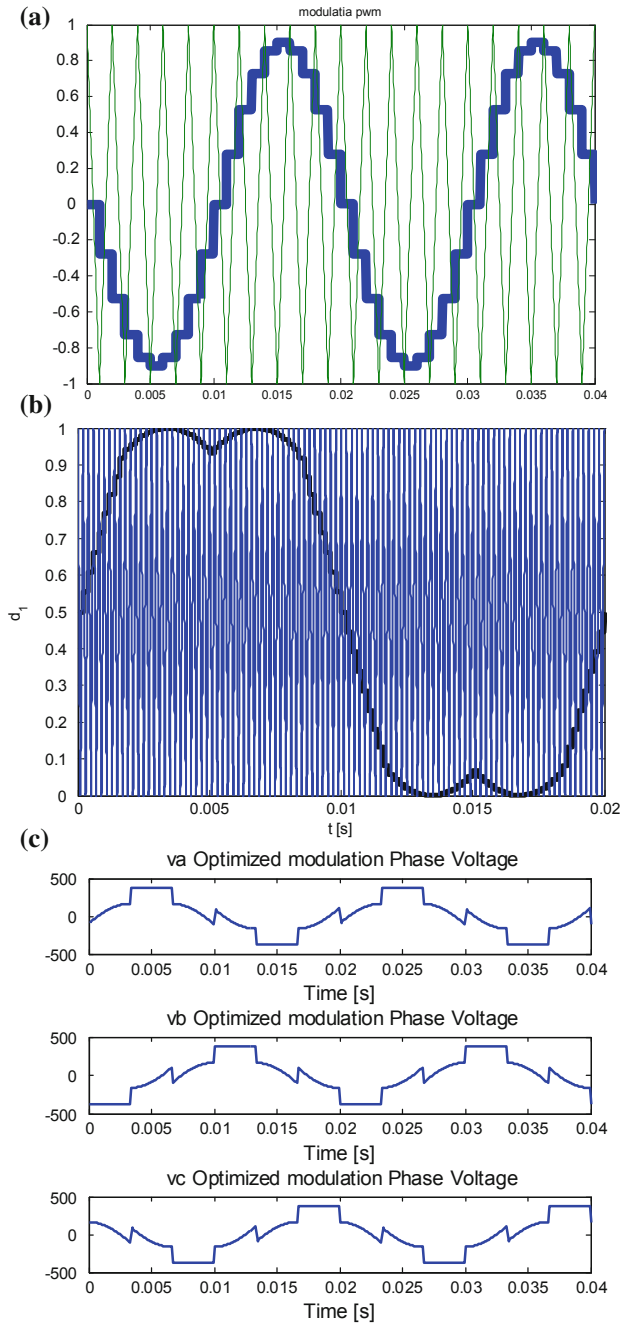 (a)
modulatia pwm
1
0.8
0.6
0.4
0.2
0
-0.2
-0.4
-0.6
-0.8
-1
0 0.005 0.01 0.015 0.02 0.025 0.03 0.035 0.04
(b)
1
0.9
0.8
0.7
0.6
0.5
0.4
0.3
0.2
0.1
0
d1
0 0.005 0.01 0.015 0.02
t [s]
(c)
va Optimized modulation Phase Voltage
500
0
-500
0 0.005 0.01 0.015 0.02 0.025 0.03 0.035 0.04
Time [s]
vb Optimized modulation Phase Voltage
500
0
-500
0 0.005 0.01 0.015 0.02 0.025 0.03 0.035 0.04
Time [s]
vc Optimized modulation Phase Voltage
500
0
-500
0 0.005 0.01 0.015 0.02 0.025 0.03 0.035 0.04
Time [s]